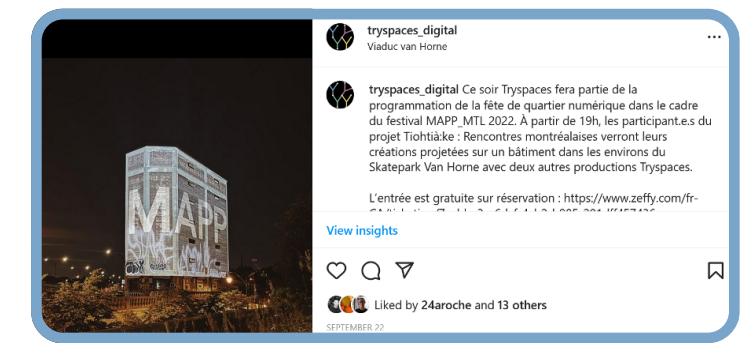 MAPP
tryspaces_digital
Viaduc van Horne
tryspaces_digital Ce soir Tryspaces fera partie de la
programmation de la fête de quartier numérique dans le cadre
du festival MAPP_MTL 2022. À partir de 19h, les participant.e.s du
projet Tiohtià:ke : Rencontres montréalaises verront leurs
créations projetées sur un bâtiment dans les environs du
Skatepark Van Horne avec deux autres productions Tryspaces.
L'entrée est gratuite sur réservation : https://www.zeffy.com/fr-
View insights
Liked by 24aroche and 13 others
SEPTEMBER 22